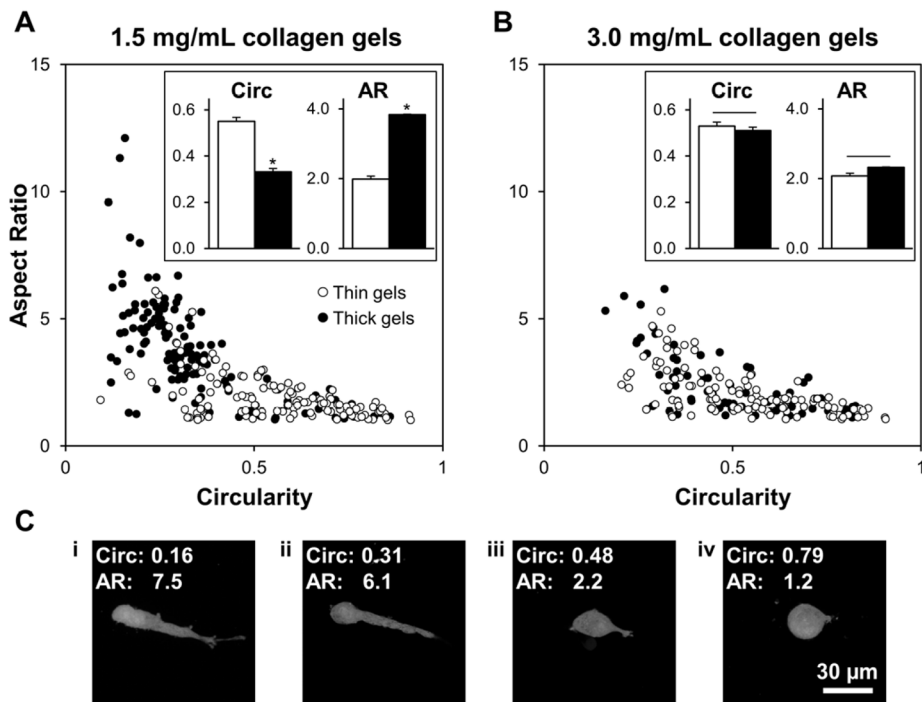 A 1.5 mg/mL collagen gels
B 3.0 mg/mL collagen gels
Aspect Ratio
15
10
5
0
0 0.5 1
Circularity
Circ
0.6
0.4
0.2
0.0
*
AR
4.0
2.0
0.0
*
Thin gels
Thick gels
15
10
5
0
0 0.5 1
Circularity
Circ
0.6
0.4
0.2
0.0
AR
4.0
2.0
0.0
C
i
Circ: 0.16
AR: 7.5
ii
Circ: 0.31
AR: 6.1
iii
Circ: 0.48
AR: 2.2
iv
Circ: 0.79
AR: 1.2
30 µm